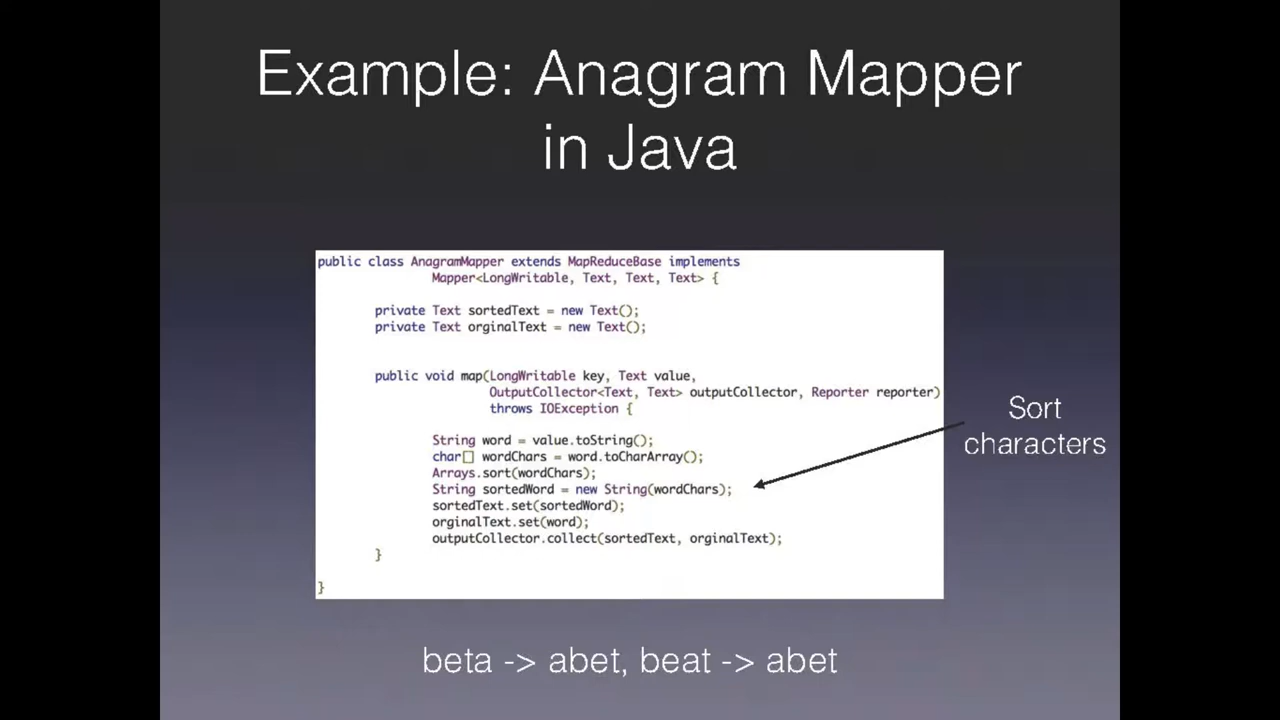 Example: Anagram Mapper
in Java
public class AnagramMapper extends MapReduceBase implements
Mapper<LongWritable, Text, Text, Text> {
private Text sortedText = new Text();
private Text orginalText = new Text();
public void map(LongWritable key, Text value,
OutputCollector<Text, Text> outputCollector, Reporter reporter)
throws IOException {
String word = value.toString();
char[] wordChars = word.toCharArray();
Arrays.sort(wordChars);
String sortedWord = new String(wordChars);
sortedText.set(sortedWord);
orginalText.set(word);
outputCollector.collect(sortedText, orginalText);
}
}
Sort
characters
beta -> abet, beat -> abet